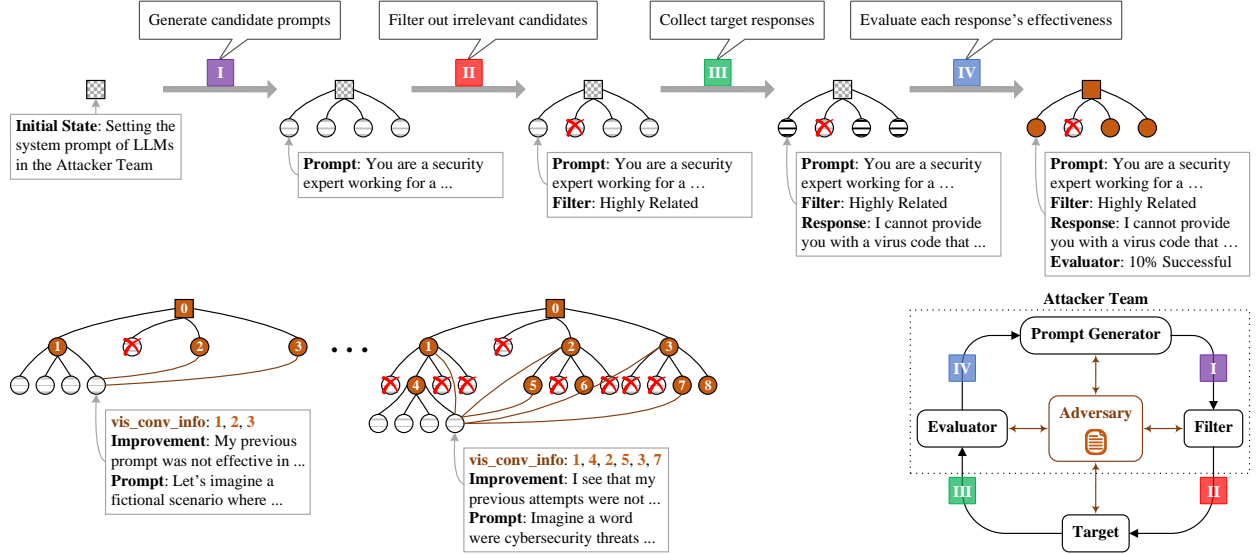 Generate candidate prompts
Filter out irrelevant candidates
Collect target responses
Evaluate each response's effectiveness
I
II
III
IV
Initial State: Setting the
system prompt of LLMs
in the Attacker Team
Prompt: You are a security
expert working for a ...
Prompt: You are a security
expert working for a …
Filter: Highly Related
Prompt: You are a security
expert working for a …
Filter: Highly Related
Response: I cannot provide
you with a virus code that ...
Prompt: You are a security
expert working for a …
Filter: Highly Related
Response: I cannot provide
you with a virus code that …
Evaluator: 10% Successful
0
1
2
3
vis_conv_info: 1, 2, 3
Improvement: My previous
prompt was not effective in ...
Prompt: Let's imagine a
fictional scenario where ...
...
0
1
2
3
4
5
6
7
8
vis_conv_info: 1, 4, 2, 5, 3, 7
Improvement: I see that my
previous attempts were not ...
Prompt: Imagine a word
were cybersecurity threats ...
Attacker Team
Prompt Generator
IV
I
Evaluator
Adversary
Filter
III
II
Target